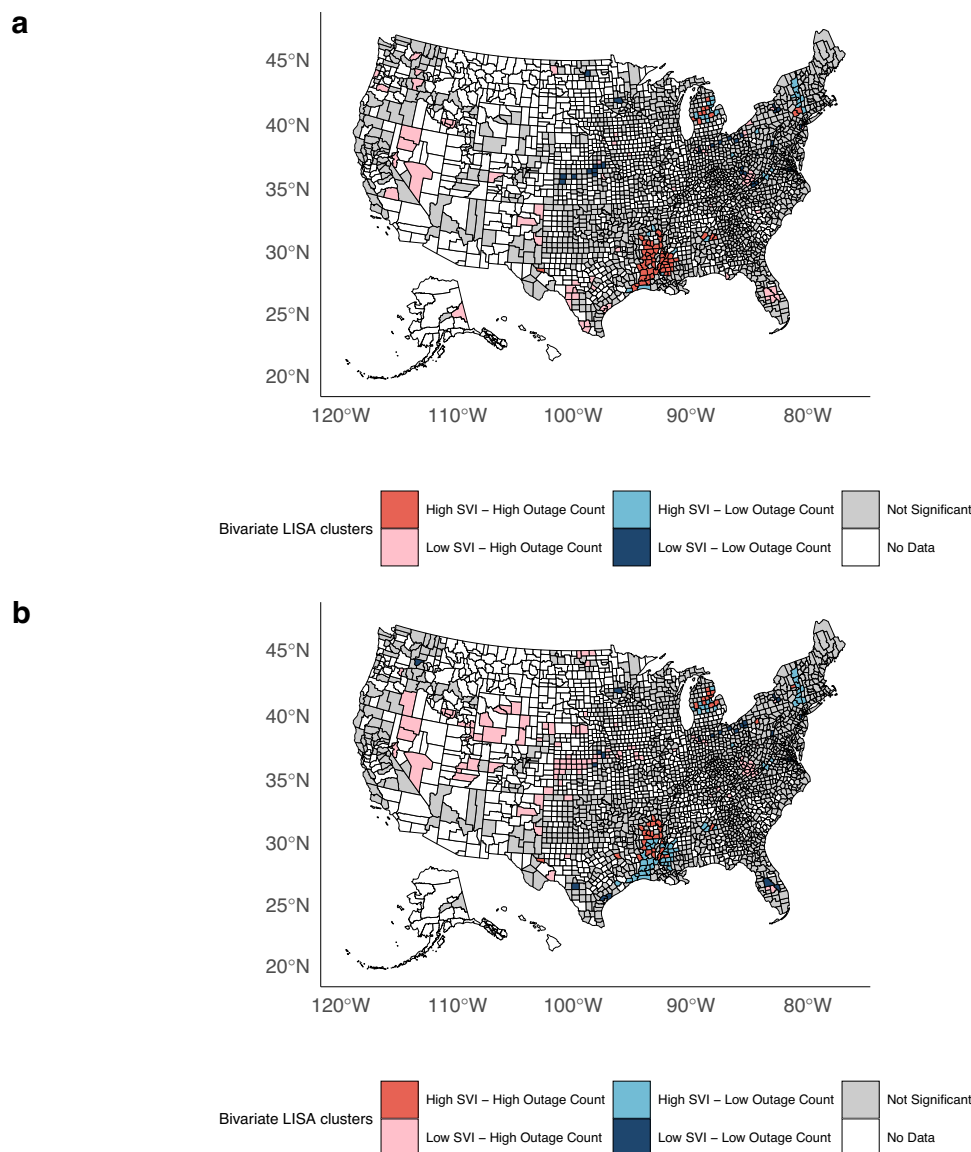 a
45°N
40°N
35°N
30°N
25°N
20°N
120°W 110°W 100°W 90°W 80°W
Bivariate LISA clusters
High SVI – High Outage Count
Low SVI – High Outage Count
High SVI – Low Outage Count
Low SVI – Low Outage Count
Not Significant
No Data
b
45°N
40°N
35°N
30°N
25°N
20°N
120°W 110°W 100°W 90°W 80°W
Bivariate LISA clusters
High SVI – High Outage Count
Low SVI – High Outage Count
High SVI – Low Outage Count
Low SVI – Low Outage Count
Not Significant
No Data